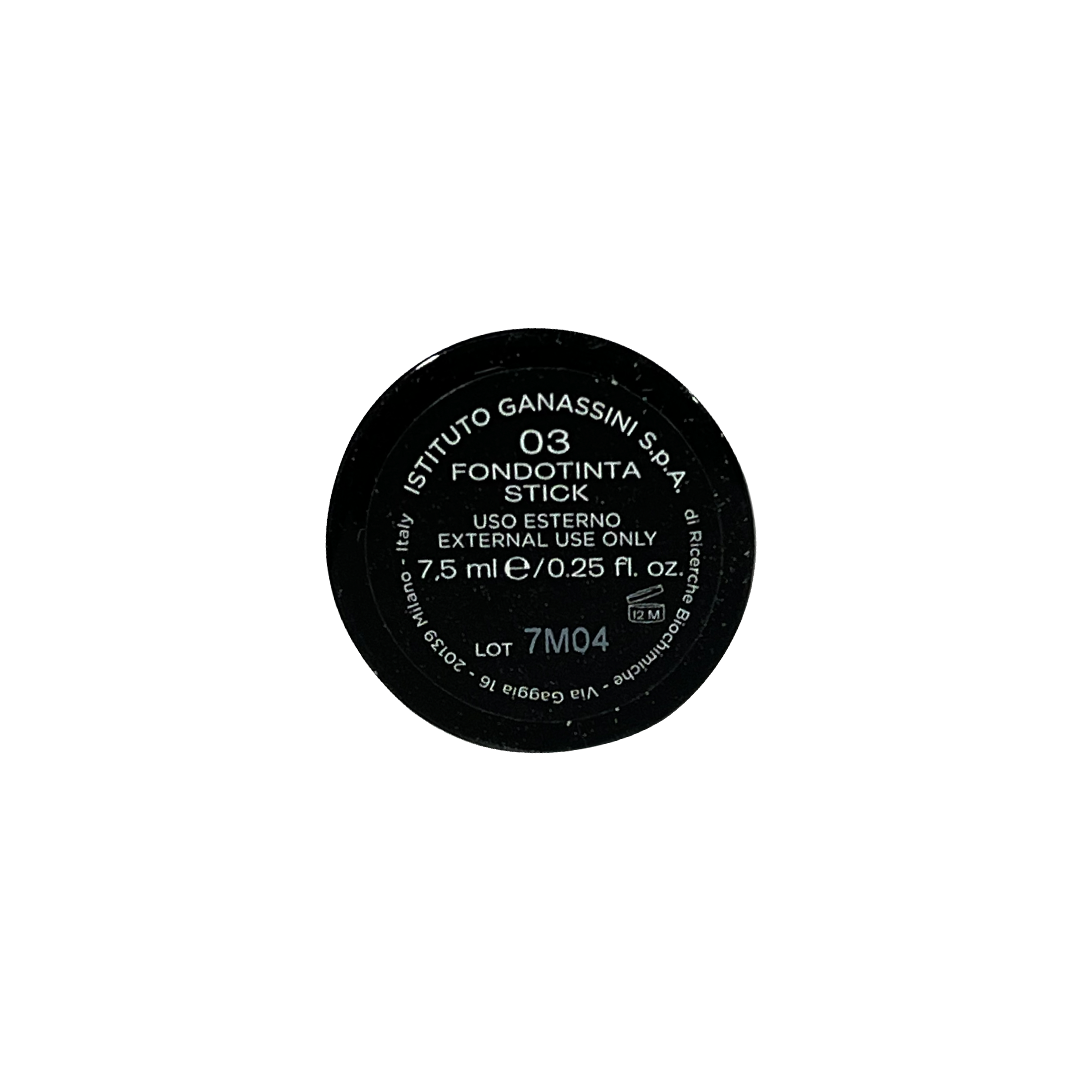 ISTITUTO GANASSINI S.p.A.
di Ricerche Biochimiche - Via Gaggia 16 - 20139 Milano - Italy
03
FONDOTINTA
STICK
USO ESTERNO
EXTERNAL USE ONLY
7,5 ml ℮/0.25 fl. oz.
12 M
LOT 7M04